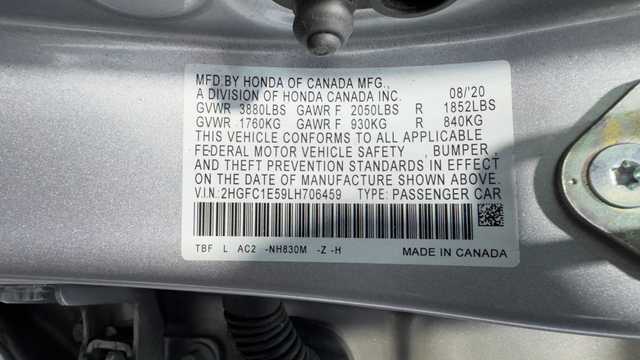 MFD BY HONDA OF CANADA MFG.,
A DIVISION OF HONDA CANADA INC. 08/'20
GVWR 3880LBS GAWR F 2050LBS R 1852LBS
GVWR 1760KG GAWR F 930KG R 840KG
THIS VEHICLE CONFORMS TO ALL APPLICABLE
FEDERAL MOTOR VEHICLE SAFETY , BUMPER ,
AND THEFT PREVENTION STANDARDS IN EFFECT
ON THE DATE OF MANUFACTURE SHOWN ABOVE.
V.I.N. 2HGFC1E59LH706459 TYPE: PASSENGER CAR
TBF L AC2 -NH830M -Z -H MADE IN CANADA